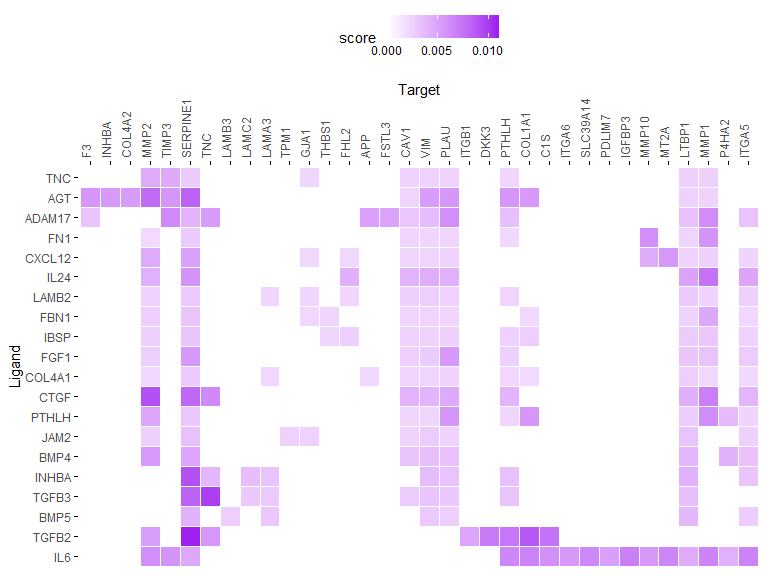 score
0.000 0.005 0.010
Target
F3 INHBA COL4A2 MMP2 TIMP3 SERPINE1 TNC LAMB3 LAMC2 LAMA3 TPM1 GJA1 THBS1 FHL2 APP FSTL3 CAV1 VIM PLAU ITGB1 DKK3 PTHLH COL1A1 C1S ITGA6 SLC39A14 PDLIM7 IGFBP3 MMP10 MT2A LTBP1 MMP1 P4HA2 ITGA5
Ligand
TNC
AGT
ADAM17
FN1
CXCL12
IL24
LAMB2
FBN1
IBSP
FGF1
COL4A1
CTGF
PTHLH
JAM2
BMP4
INHBA
TGFB3
BMP5
TGFB2
IL6